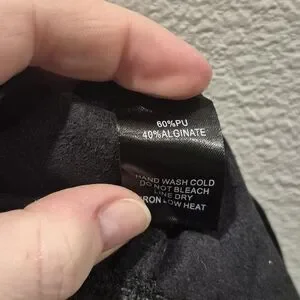 60%PU
40%ALGINATE
HAND WASH COLD
DO NOT BLEACH
LINE DRY
IRON LOW HEAT